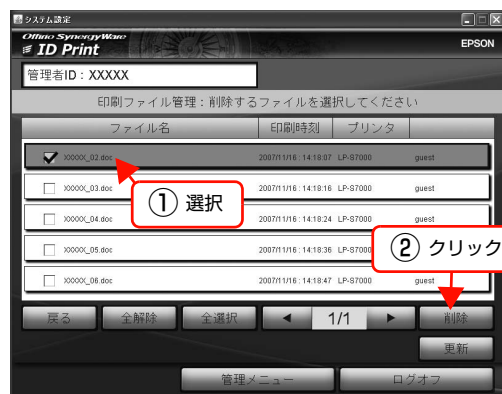 システム設定
Offirio SynergyWare
ID Print
EPSON
管理者ID：XXXXX
印刷ファイル管理：削除するファイルを選択してください
ファイル名 印刷時刻 プリンタ
XXXXX_02.doc 2007/11/16 : 14:18:07 LP-S7000 guest
XXXXX_03.doc 2007/11/16 : 14:18:16 LP-S7000 guest
① 選択
XXXXX_04.doc 2007/11/16 : 14:18:24 LP-S7000 guest
XXXXX_05.doc 2007/11/16 : 14:18:36 LP-S7000
② クリック
XXXXX_06.doc 2007/11/16 : 14:18:47 LP-S7000 guest
戻る 全解除 全選択 ◀ 1/1 ▶ 削除
更新
管理メニュー ログオフ